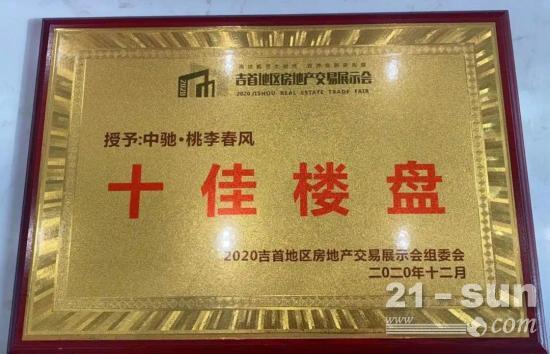 2020
吉首地区房地产交易展示会
2020 JISHOU REAL ESTATE TRADE FAIR
授予:中驰·桃李春风
十佳楼盘
2020吉首地区房地产交易展示会组委会
二〇二〇年十二月
21-sun
www.com